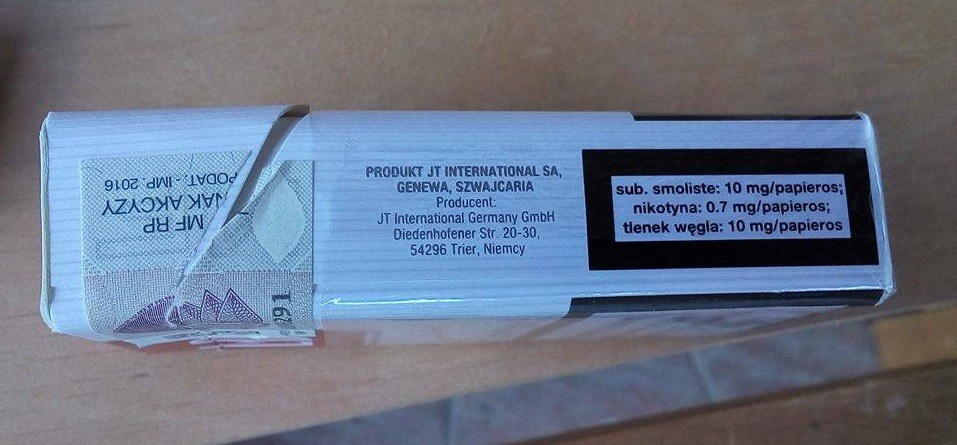 PODAT. - IMP. 2016
AKCYZY
MF RP
291
PRODUKT JT INTERNATIONAL SA,
GENEWA, SZWAJCARIA
Producent:
JT International Germany GmbH
Diedenhofener Str. 20-30,
54296 Trier, Niemcy
sub. smoliste: 10 mg/papieros;
nikotyna: 0.7 mg/papieros;
tlenek węgla: 10 mg/papieros